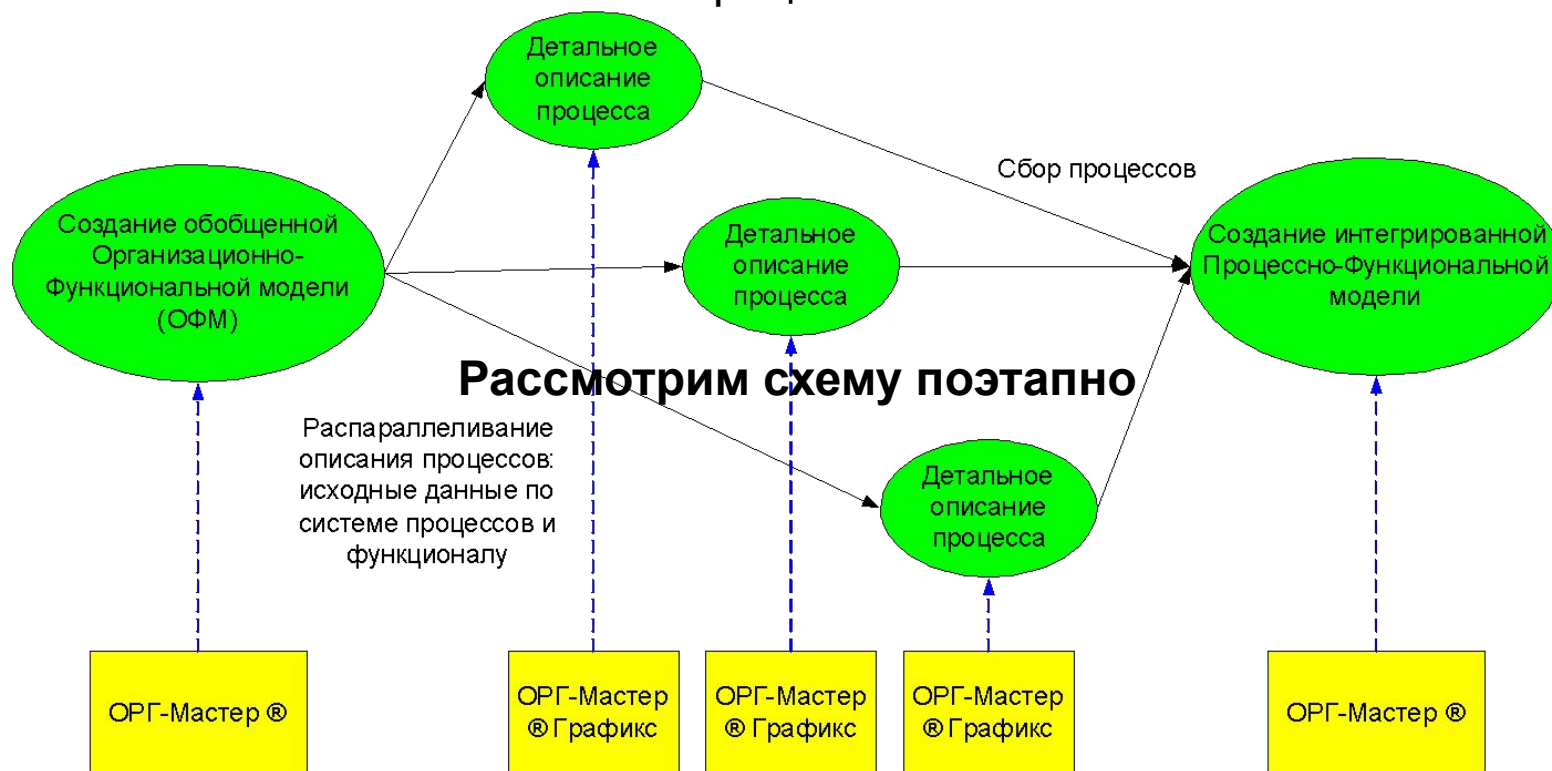 Детальное
описание
процесса
Сбор процессов
Создание обобщенной
Организационно-
Функциональной модели
(ОФМ)
Детальное
описание
процесса
Создание интегрированной
Процессно-Функциональной
модели
Рассмотрим схему поэтапно
Распараллеливание
описания процессов:
исходные данные по
системе процессов и
функционалу
Детальное
описание
процесса
ОРГ-Мастер ®
ОРГ-Мастер
® Графикс
ОРГ-Мастер
® Графикс
ОРГ-Мастер
® Графикс
ОРГ-Мастер ®